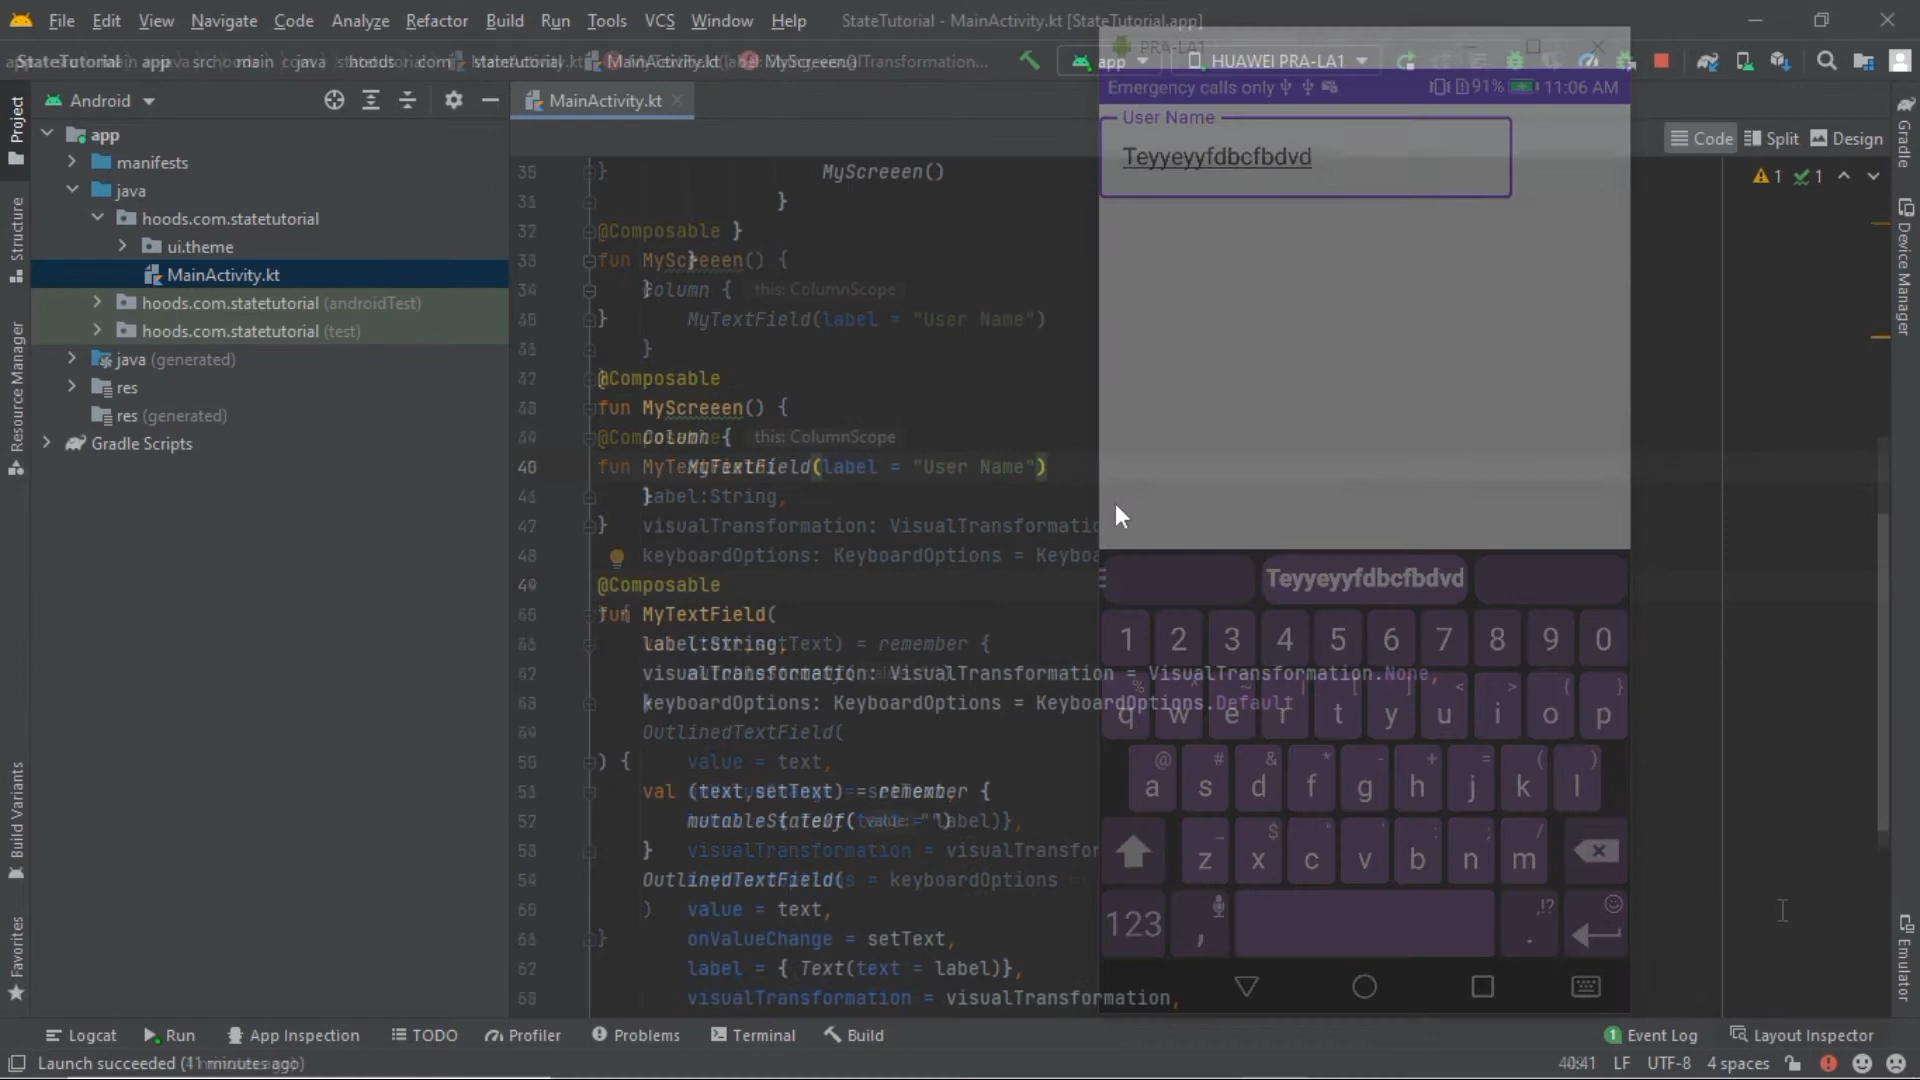 File Edit View Navigate Code Analyze Refactor Build Run Tools VCS Window Help StateTutorial - MainActivity.kt [StateTutorial.app]
PRA-LA1
StateTutorial app src main java hoods.com statetutorial MainActivity.kt MyScreeen() app HUAWEI PRA-LA1
Emergency calls only 91% 11:06 AM
Android MainActivity.kt
User Name
Teyyeyyfdbcfbdvd
Code Split Design
1 1
app
manifests
java
hoods.com.statetutorial
ui.theme
MainActivity.kt
hoods.com.statetutorial (androidTest)
hoods.com.statetutorial (test)
java (generated)
res
res (generated)
Gradle Scripts
MyScreeen()
}
@Composable }
fun MyScreeen() {
Column { this: ColumnScope
MyTextField(label = "User Name")
}
@Composable
fun MyScreeen() {
Column { this: ColumnScope
40 MyTextField(label = "User Name")
label:String,
visualTransformation: VisualTransformatio
keyboardOptions: KeyboardOptions = Keyboa
@Composable
fun MyTextField(
label:String,
visualTransformation: VisualTransformation = VisualTransformation.None,
keyboardOptions: KeyboardOptions = KeyboardOptions.Default
OutlinedTextField(
) { value = text,
val (text,setText) = remember {
mutableStateOf(
} visualTransformation = visualTransfor
OutlinedTextField( = keyboardOptions
) value = text,
} onValueChange = setText,
label = { Text(text = label)},
visualTransformation = visualTransformation,
Teyyeyyfdbcfbdvd
1 2 3 4 5 6 7 8 9 0
q w e r t y u i o p
a s d f g h j k l
z x c v b n m
123 , .
Project
Structure
Resource Manager
Build Variants
Favorites
Gradle
Device Manager
Emulator
Logcat Run App Inspection TODO Profiler Problems Terminal Build 1 Event Log Layout Inspector
Launch succeeded LF UTF-8 4 spaces